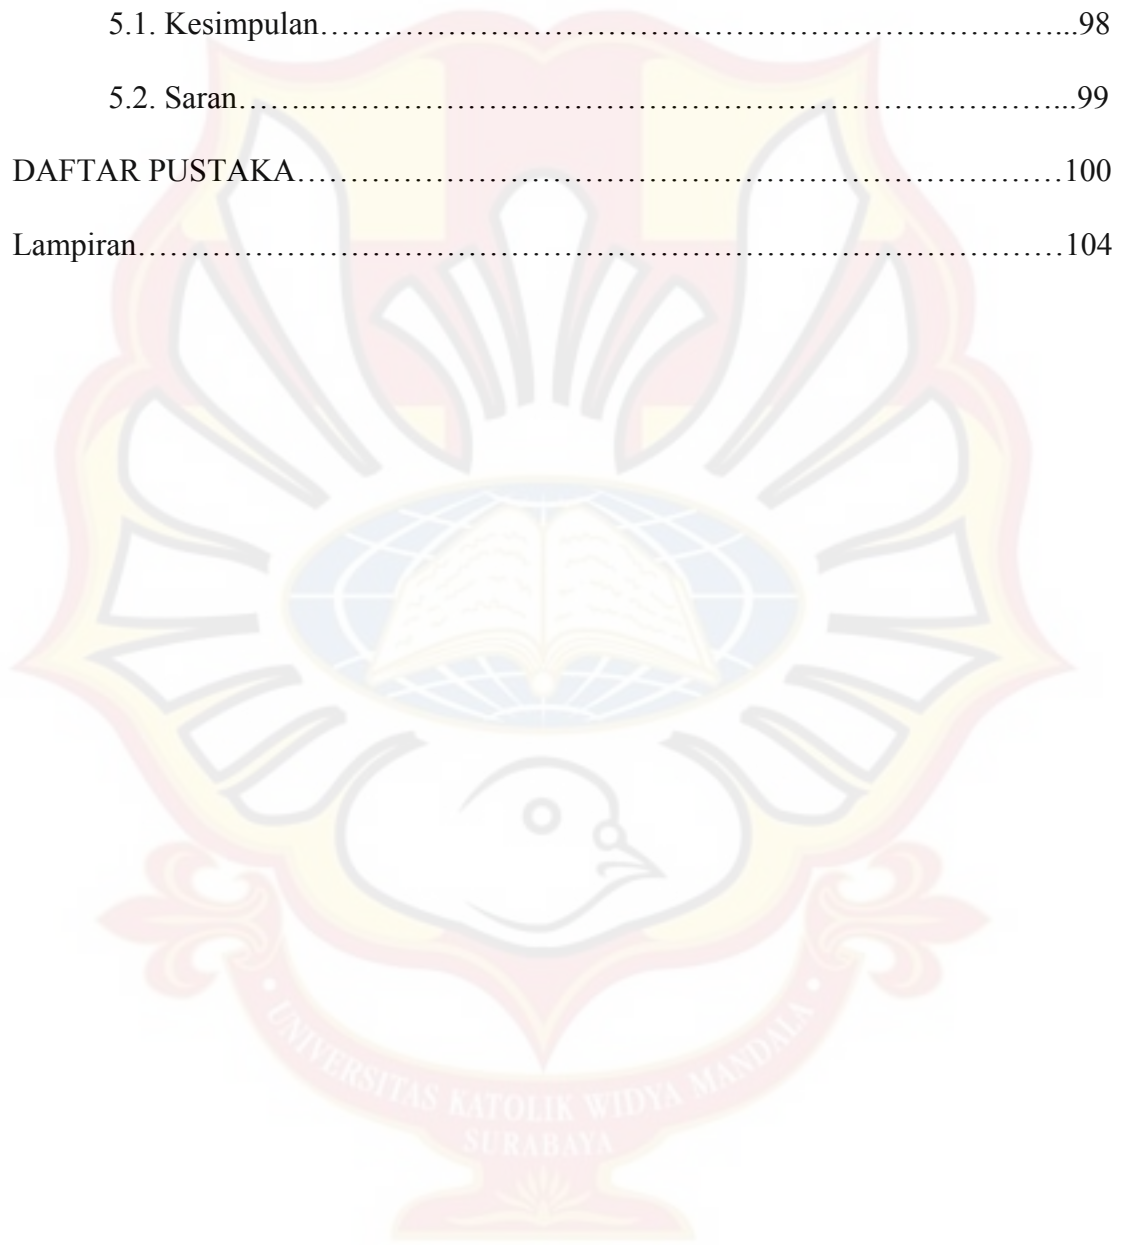 5.1. Kesimpulan…………………………………………………………………...98
5.2. Saran……..…………………………………………………………………...99
DAFTAR PUSTAKA……………………………………………………………………100
Lampiran……………………………………………………………………………………104
UNIVERSITAS KATOLIK WIDYA MANDALA
SURABAYA